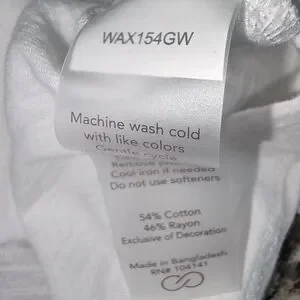 WAX154GW
Machine wash cold
with like colors
Gentle cycle
Remove
Cool iron if needed
Do not use softeners
54% Cotton
46% Rayon
Exclusive of Decoration
Made in Bangladesh
RN# 104141